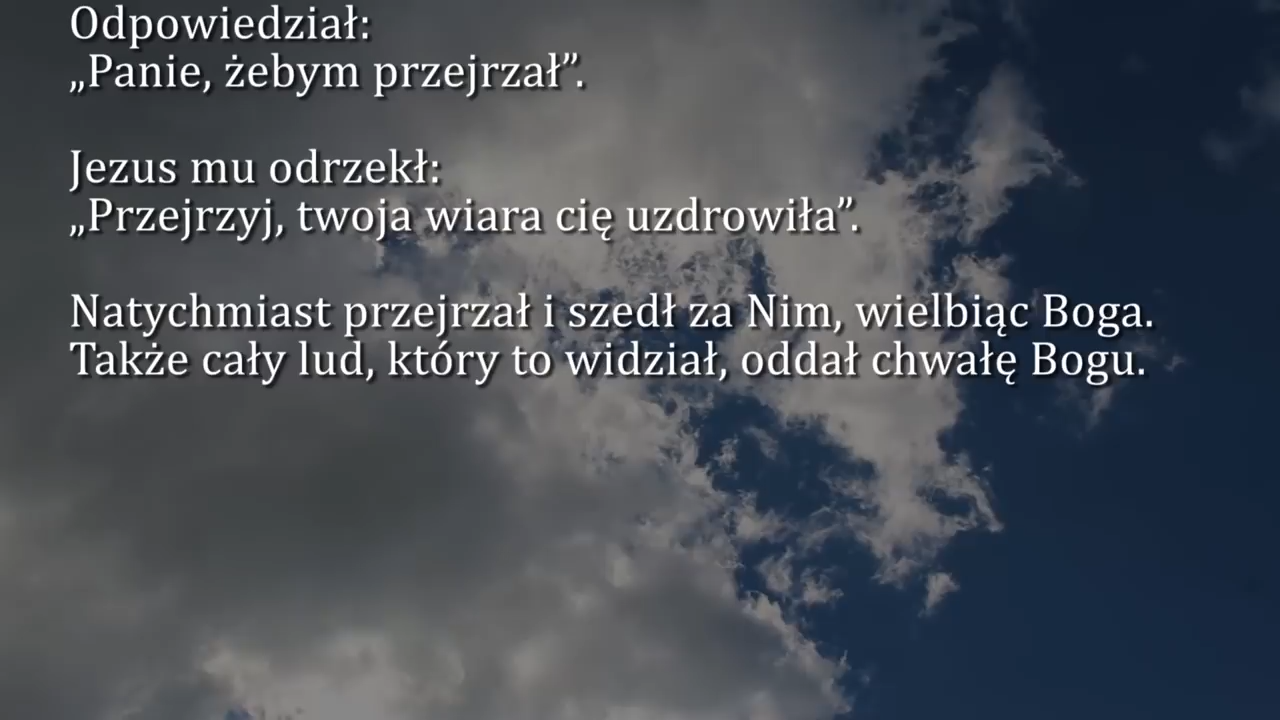 Odpowiedział:
„Panie, żebym przejrzał”.
Jezus mu odrzekł:
„Przejrzyj, twoja wiara cię uzdrowiła”.
Natychmiast przejrzał i szedł za Nim, wielbiąc Boga.
Także cały lud, który to widział, oddał chwałę Bogu.